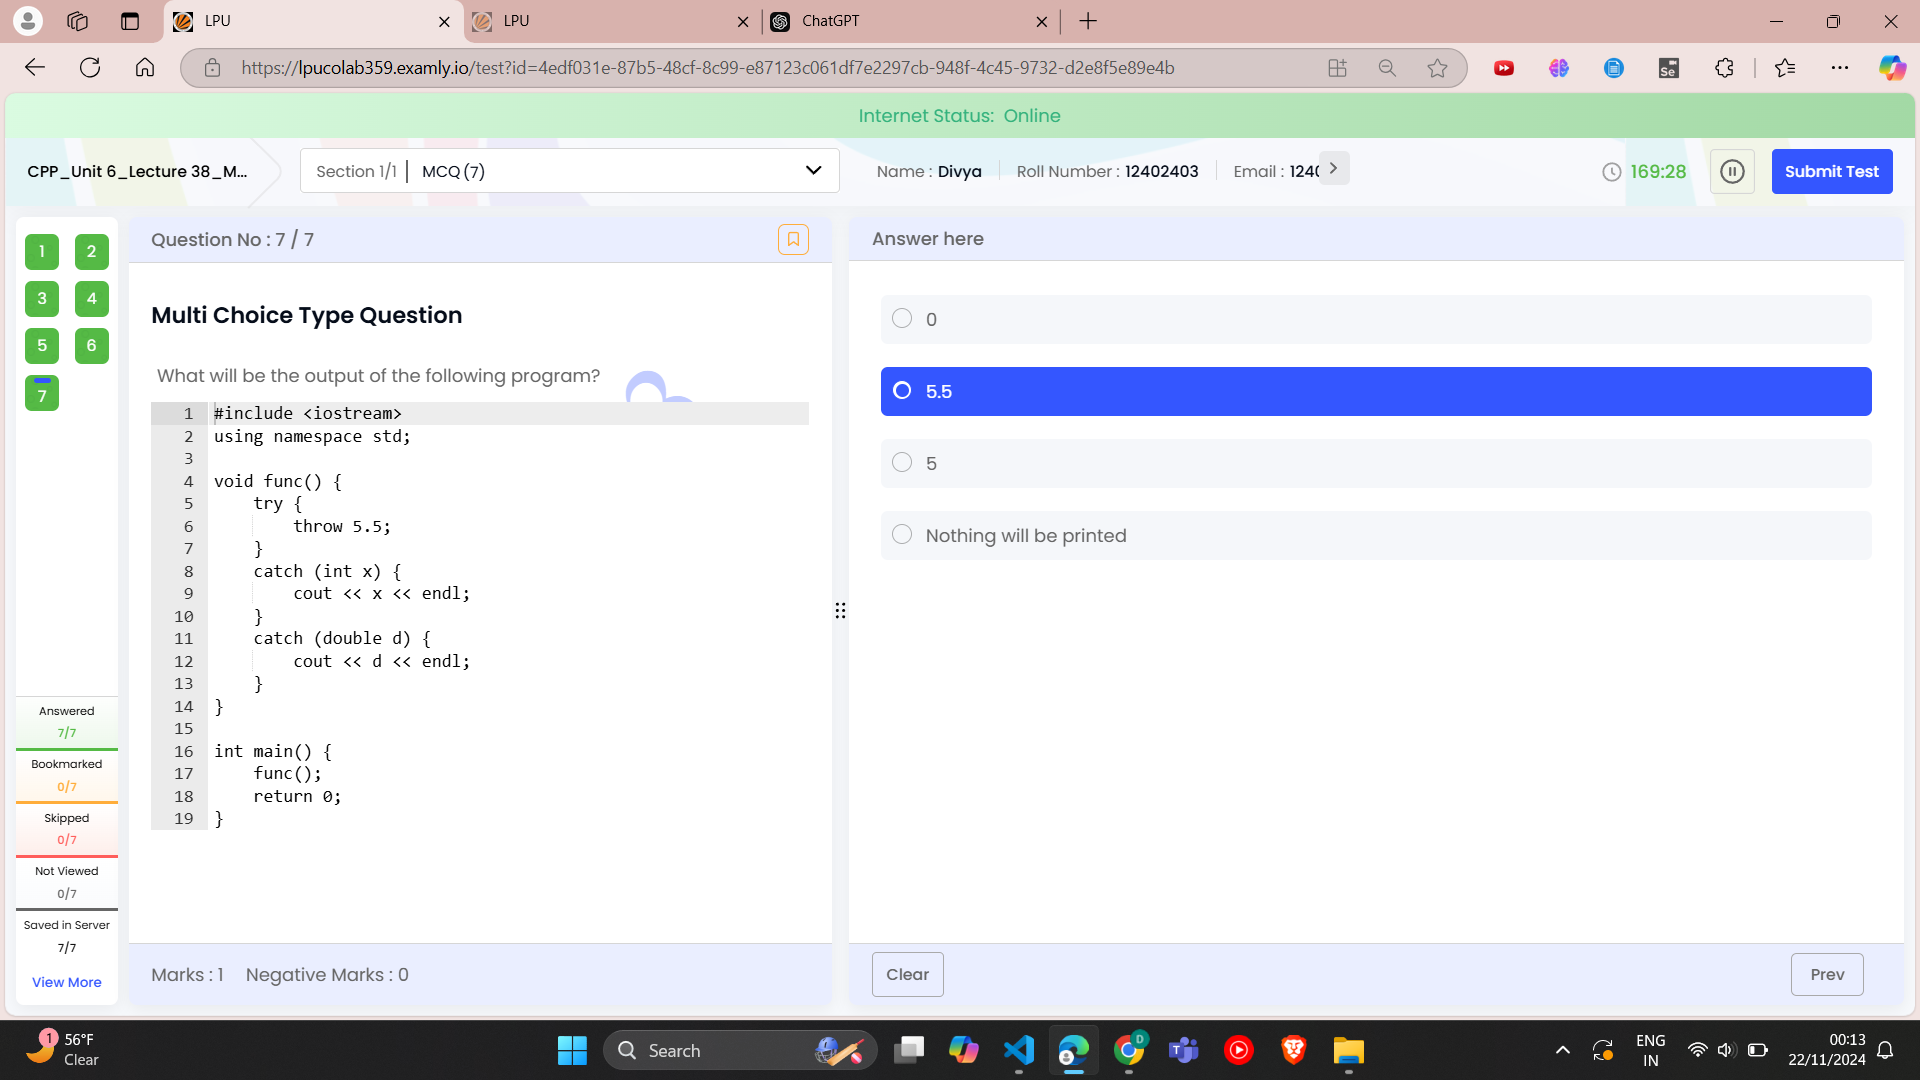 LPU
LPU
ChatGPT
https://lpucolab359.examly.io/test?id=4edf031e-87b5-48cf-8c99-e87123c061df7e2297cb-948f-4c45-9732-d2e8f5e89e4b
Internet Status: Online
CPP_Unit 6_Lecture 38_M...
Section 1/1 | MCQ (7)
Name : Divya
Roll Number : 12402403
Email : 1240
169:28
Submit Test
1 2
3 4
5 6
7
Question No : 7 / 7
Multi Choice Type Question
What will be the output of the following program?
1 #include <iostream>
2 using namespace std;
3
4 void func() {
5     try {
6         throw 5.5;
7     }
8     catch (int x) {
9         cout << x << endl;
10     }
11     catch (double d) {
12         cout << d << endl;
13     }
14 }
15
16 int main() {
17     func();
18     return 0;
19 }
Answer here
0
5.5
5
Nothing will be printed
Answered
7/7
Bookmarked
0/7
Skipped
0/7
Not Viewed
0/7
Saved in Server
7/7
View More
Marks : 1 Negative Marks : 0
Clear
Prev
1
56°F
Clear
Search
D
ENG
IN
00:13
22/11/2024